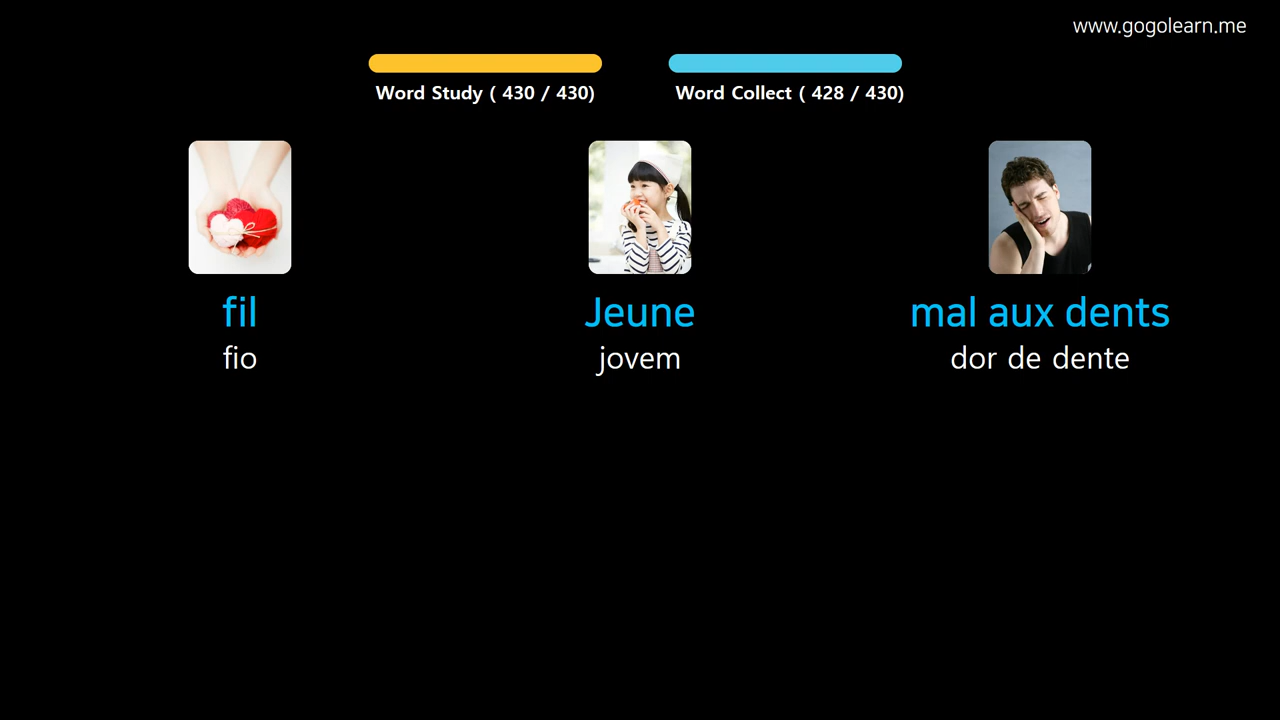 www.gogolearn.me
Word Study ( 430 / 430)
Word Collect ( 428 / 430)
fil
fio
Jeune
jovem
mal aux dents
dor de dente